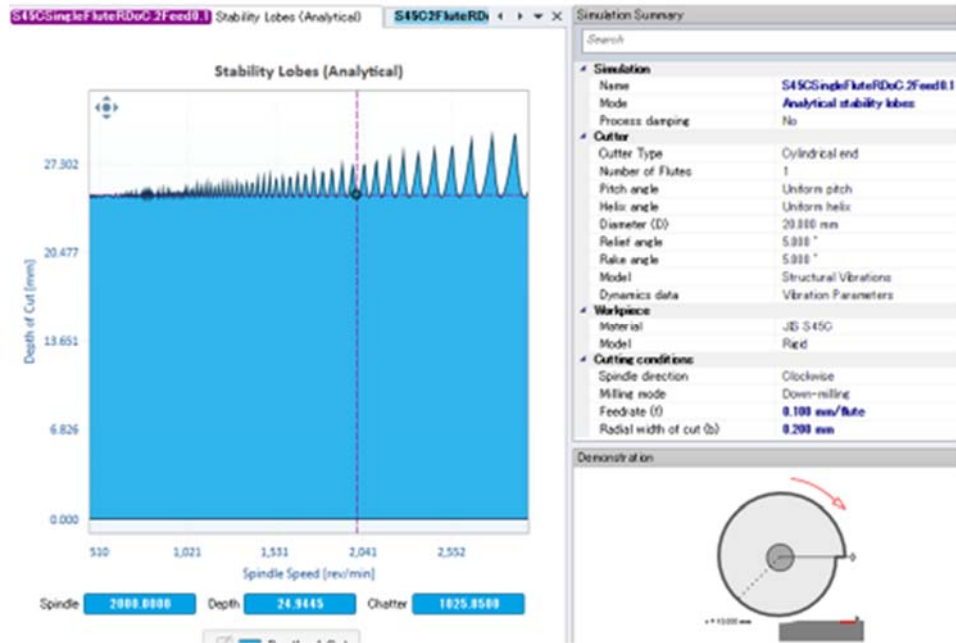 S45CSingleFluteRDoC.2Feed0.1 Stability Lobes (Analytical)
S45C2FluteRD
Stability Lobes (Analytical)
27.302
20.477
13.651
6.826
0.000
Depth of Cut [mm]
510 1,021 1,531 2,041 2,552
Spindle Speed [rev/min]
Spindle 2000.0000 Depth 24.9445 Chatter 1025.8500
Simulation Summary
Search
Simulation
Name S45CSingleFluteRDoC.2Feed0.1
Mode Analytical stability lobes
Process damping No
Cutter
Cutter Type Cylindrical end
Number of Flutes 1
Pitch angle Uniform pitch
Helix angle Uniform helix
Diameter (D) 20.000 mm
Relief angle 5.000 °
Rake angle 5.000 °
Model Structural Vibrations
Dynamics data Vibration Parameters
Workpiece
Material JIS S45C
Model Rigid
Cutting conditions
Spindle direction Clockwise
Milling mode Down-milling
Feedrate (f) 0.100 mm/flute
Radial width of cut (b) 0.200 mm
Demonstration